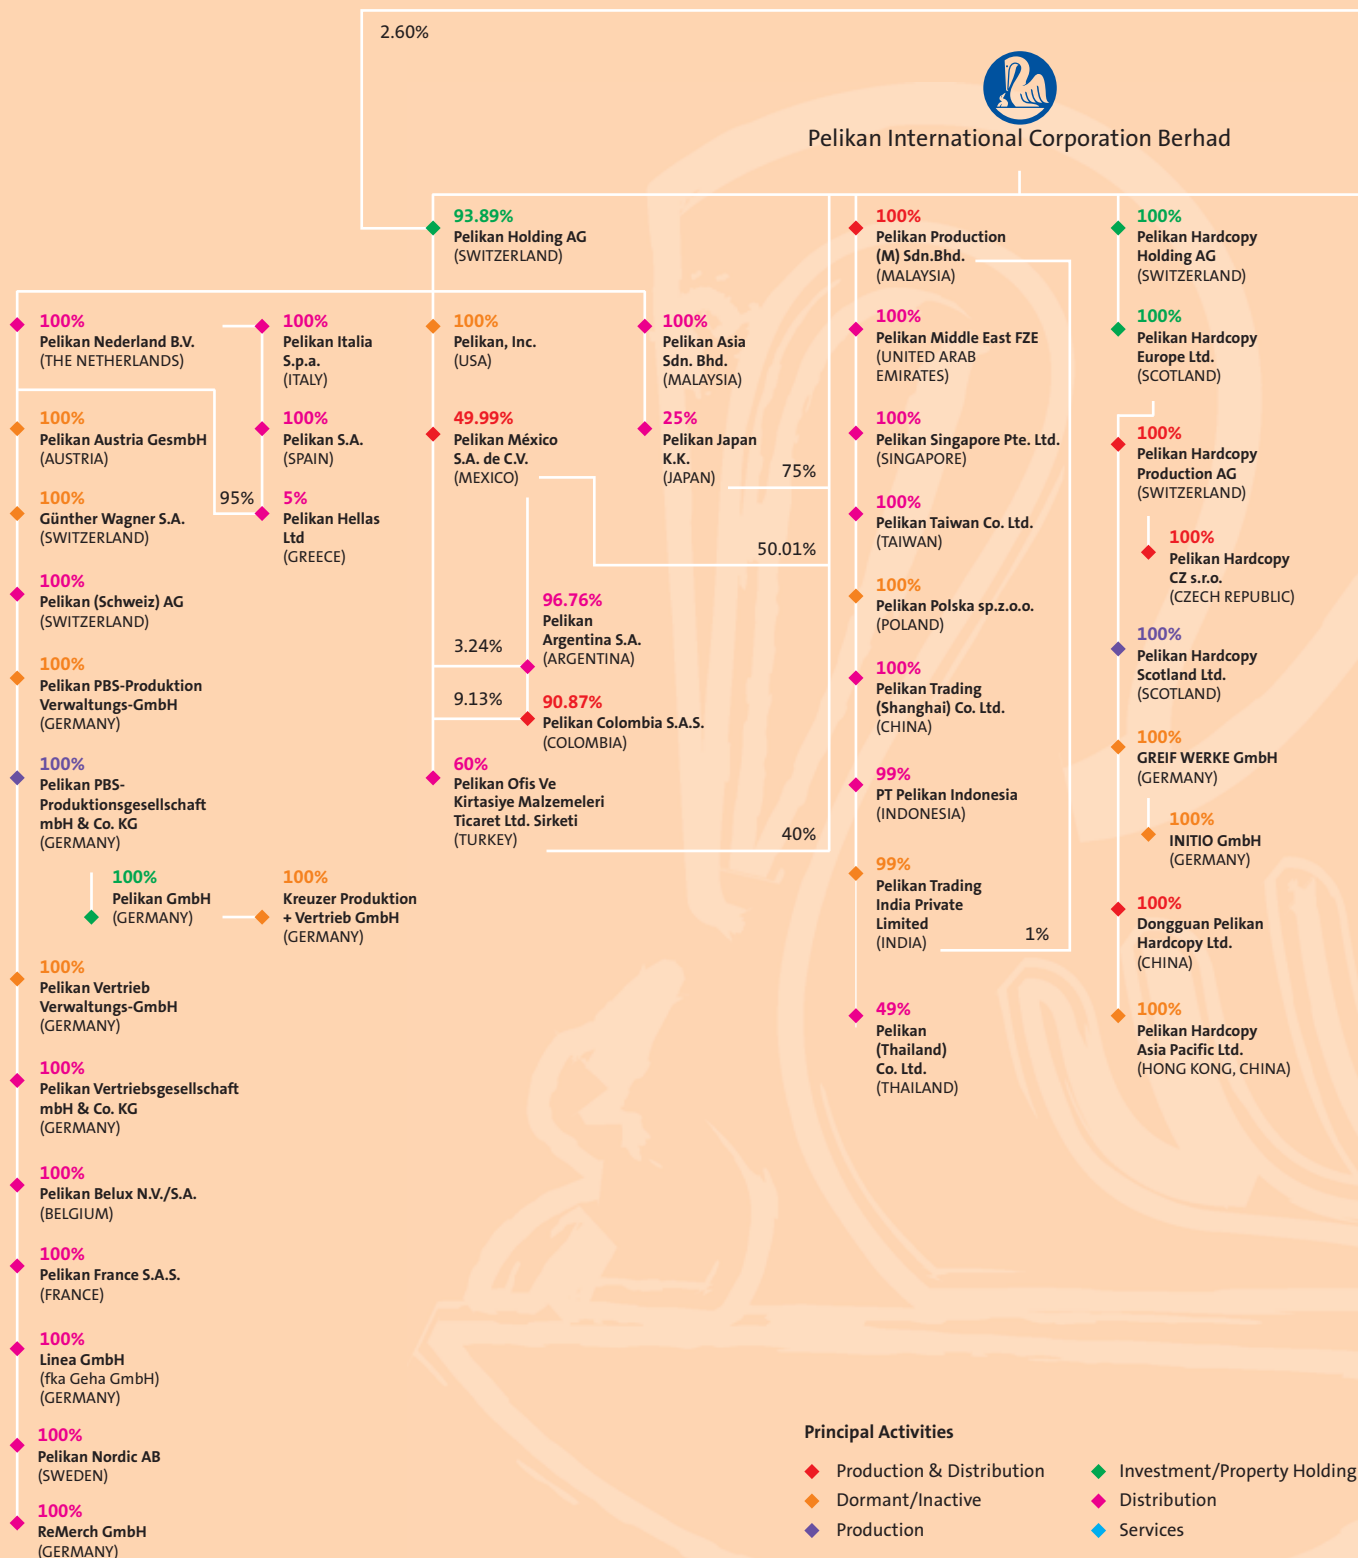 2.60%
Pelikan International Corporation Berhad
93.89%
Pelikan Holding AG
(SWITZERLAND)
100%
Pelikan Nederland B.V.
(THE NETHERLANDS)
100%
Pelikan Austria GesmbH
(AUSTRIA)
100%
Günther Wagner S.A.
(SWITZERLAND)
100%
Pelikan (Schweiz) AG
(SWITZERLAND)
100%
Pelikan PBS-Produktion
Verwaltungs-GmbH
(GERMANY)
100%
Pelikan PBS-
Produktionsgesellschaft
mbH & Co. KG
(GERMANY)
100%
Pelikan GmbH
(GERMANY)
100%
Kreuzer Produktion
+ Vertrieb GmbH
(GERMANY)
100%
Pelikan Vertrieb
Verwaltungs-GmbH
(GERMANY)
100%
Pelikan Vertriebsgesellschaft
mbH & Co. KG
(GERMANY)
100%
Pelikan Belux N.V./S.A.
(BELGIUM)
100%
Pelikan France S.A.S.
(FRANCE)
100%
Linea GmbH
(fka Geha GmbH)
(GERMANY)
100%
Pelikan Nordic AB
(SWEDEN)
100%
ReMerch GmbH
(GERMANY)
100%
Pelikan Italia
S.p.a.
(ITALY)
100%
Pelikan S.A.
(SPAIN)
95%
5%
Pelikan Hellas
Ltd
(GREECE)
100%
Pelikan, Inc.
(USA)
49.99%
Pelikan México
S.A. de C.V.
(MEXICO)
50.01%
96.76%
Pelikan
Argentina S.A.
(ARGENTINA)
3.24%
9.13%
90.87%
Pelikan Colombia S.A.S.
(COLOMBIA)
60%
Pelikan Ofis Ve
Kirtasiye Malzemeleri
Ticaret Ltd. Sirketi
(TURKEY)
40%
100%
Pelikan Asia
Sdn. Bhd.
(MALAYSIA)
25%
Pelikan Japan
K.K.
(JAPAN)
75%
100%
Pelikan Production
(M) Sdn.Bhd.
(MALAYSIA)
100%
Pelikan Middle East FZE
(UNITED ARAB
EMIRATES)
100%
Pelikan Singapore Pte. Ltd.
(SINGAPORE)
100%
Pelikan Taiwan Co. Ltd.
(TAIWAN)
100%
Pelikan Polska sp.z.o.o.
(POLAND)
100%
Pelikan Trading
(Shanghai) Co. Ltd.
(CHINA)
99%
PT Pelikan Indonesia
(INDONESIA)
99%
Pelikan Trading
India Private
Limited
(INDIA)
1%
49%
Pelikan
(Thailand)
Co. Ltd.
(THAILAND)
100%
Pelikan Hardcopy
Holding AG
(SWITZERLAND)
100%
Pelikan Hardcopy
Europe Ltd.
(SCOTLAND)
100%
Pelikan Hardcopy
Production AG
(SWITZERLAND)
100%
Pelikan Hardcopy
CZ s.r.o.
(CZECH REPUBLIC)
100%
Pelikan Hardcopy
Scotland Ltd.
(SCOTLAND)
100%
GREIF WERKE GmbH
(GERMANY)
100%
INITIO GmbH
(GERMANY)
100%
Dongguan Pelikan
Hardcopy Ltd.
(CHINA)
100%
Pelikan Hardcopy
Asia Pacific Ltd.
(HONG KONG, CHINA)
Principal Activities
Production & Distribution
Dormant/Inactive
Production
Investment/Property Holding
Distribution
Services